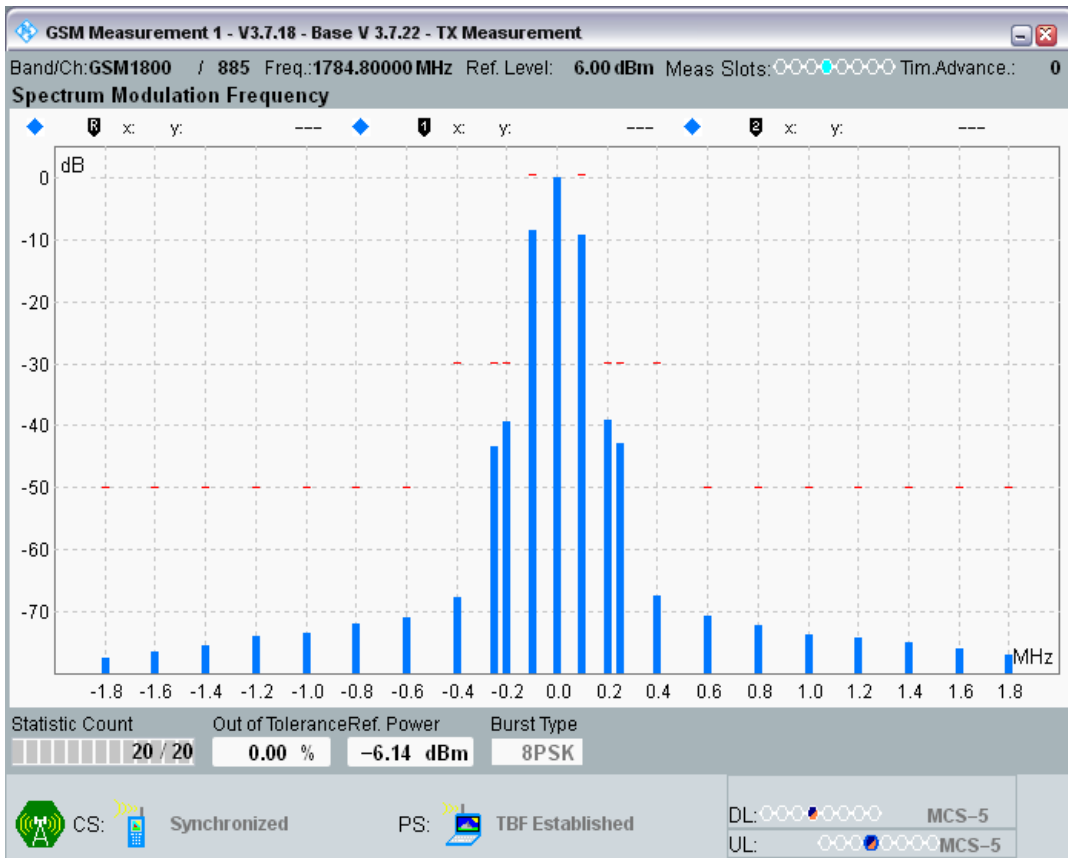 GSM Measurement 1 - V3.7.18 - Base V 3.7.22 - TX Measurement
Band/Ch:GSM1800 / 885 Freq.:1784.80000 MHz Ref. Level: 6.00 dBm Meas Slots: Tim.Advance.: 0
Spectrum Modulation Frequency
R x: y: --- 1 x: y: --- 2 x: y: ---
dB
0
-10
-20
-30
-40
-50
-60
-70
MHz
-1.8 -1.6 -1.4 -1.2 -1.0 -0.8 -0.6 -0.4 -0.2 0.0 0.2 0.4 0.6 0.8 1.0 1.2 1.4 1.6 1.8
Statistic Count Out of Tolerance Ref. Power Burst Type
20 / 20 0.00 % -6.14 dBm 8PSK
CS: Synchronized PS: TBF Established DL: MCS-5
UL: MCS-5